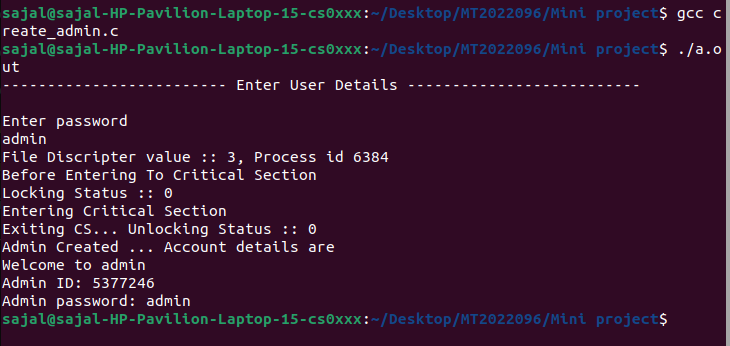 sajal@sajal-HP-Pavilion-Laptop-15-cs0xxx:~/Desktop/MT2022096/Mini project$ gcc c
reate_admin.c
sajal@sajal-HP-Pavilion-Laptop-15-cs0xxx:~/Desktop/MT2022096/Mini project$ ./a.o
ut
------------------------- Enter User Details --------------------------
Enter password
admin
File Discripter value :: 3, Process id 6384
Before Entering To Critical Section
Locking Status :: 0
Entering Critical Section
Exiting CS... Unlocking Status :: 0
Admin Created ... Account details are
Welcome to admin
Admin ID: 5377246
Admin password: admin
sajal@sajal-HP-Pavilion-Laptop-15-cs0xxx:~/Desktop/MT2022096/Mini project$